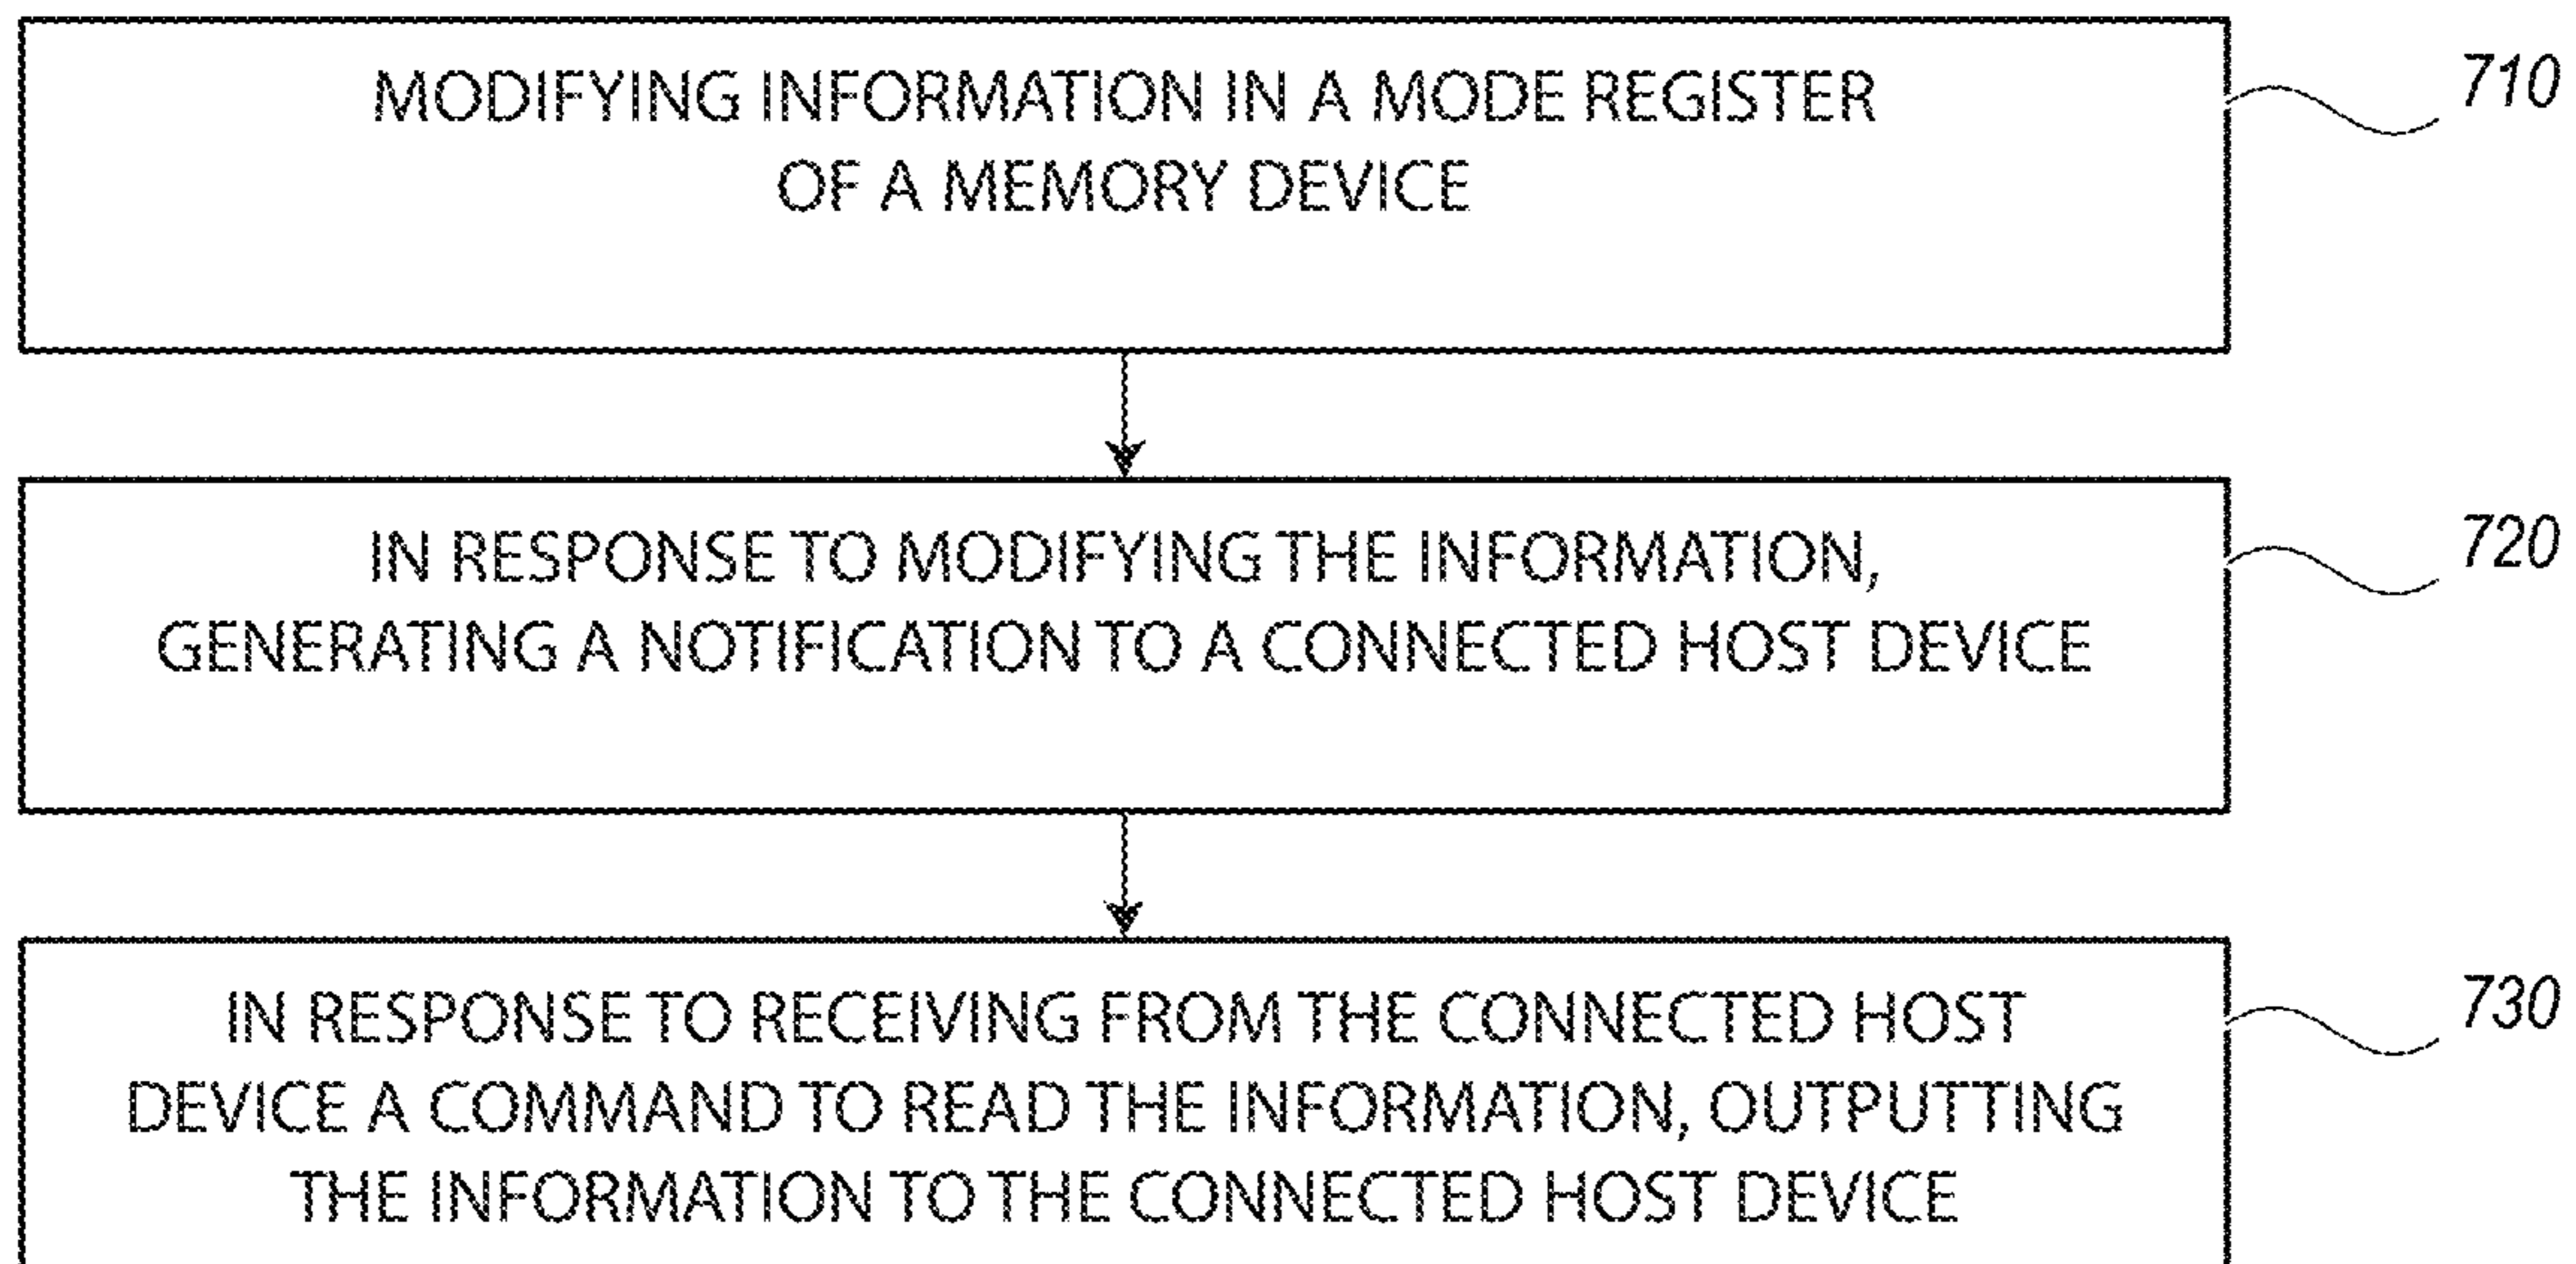 MODIFYING INFORMATION IN A MODE REGISTER
OF A MEMORY DEVICE
710
IN RESPONSE TO MODIFYING THE INFORMATION,
GENERATING A NOTIFICATION TO A CONNECTED HOST DEVICE
720
IN RESPONSE TO RECEIVING FROM THE CONNECTED HOST
DEVICE A COMMAND TO READ THE INFORMATION, OUTPUTTING
THE INFORMATION TO THE CONNECTED HOST DEVICE
730